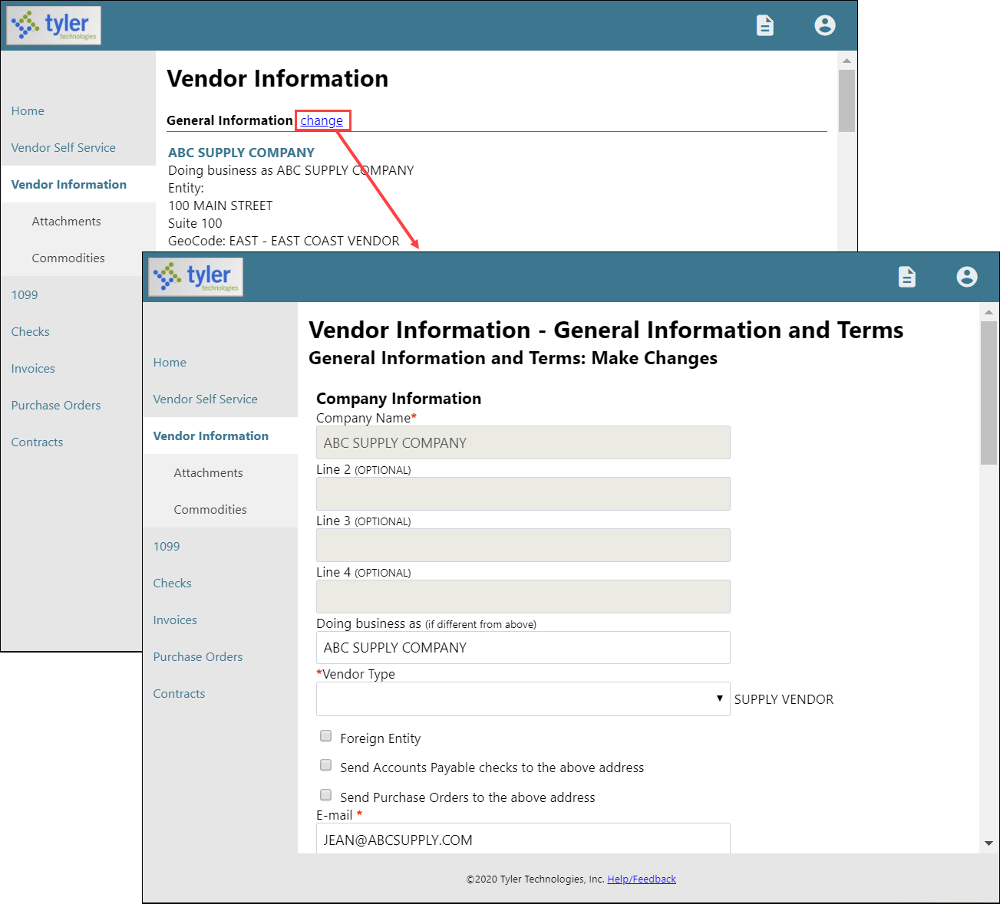 tyler
technologies
Home
Vendor Self Service
Vendor Information
Attachments
Commodities
1099
Checks
Invoices
Purchase Orders
Contracts
Vendor Information
General Information change
ABC SUPPLY COMPANY
Doing business as ABC SUPPLY COMPANY
Entity:
100 MAIN STREET
Suite 100
GeoCode: EAST - EAST COAST VENDOR
tyler
technologies
Home
Vendor Self Service
Vendor Information
Attachments
Commodities
1099
Checks
Invoices
Purchase Orders
Contracts
Vendor Information - General Information and Terms
General Information and Terms: Make Changes
Company Information
Company Name*
ABC SUPPLY COMPANY
Line 2 (OPTIONAL)
Line 3 (OPTIONAL)
Line 4 (OPTIONAL)
Doing business as (if different from above)
ABC SUPPLY COMPANY
*Vendor Type
SUPPLY VENDOR
Foreign Entity
Send Accounts Payable checks to the above address
Send Purchase Orders to the above address
E-mail *
JEAN@ABCSUPPLY.COM
©2020 Tyler Technologies, Inc. Help/Feedback